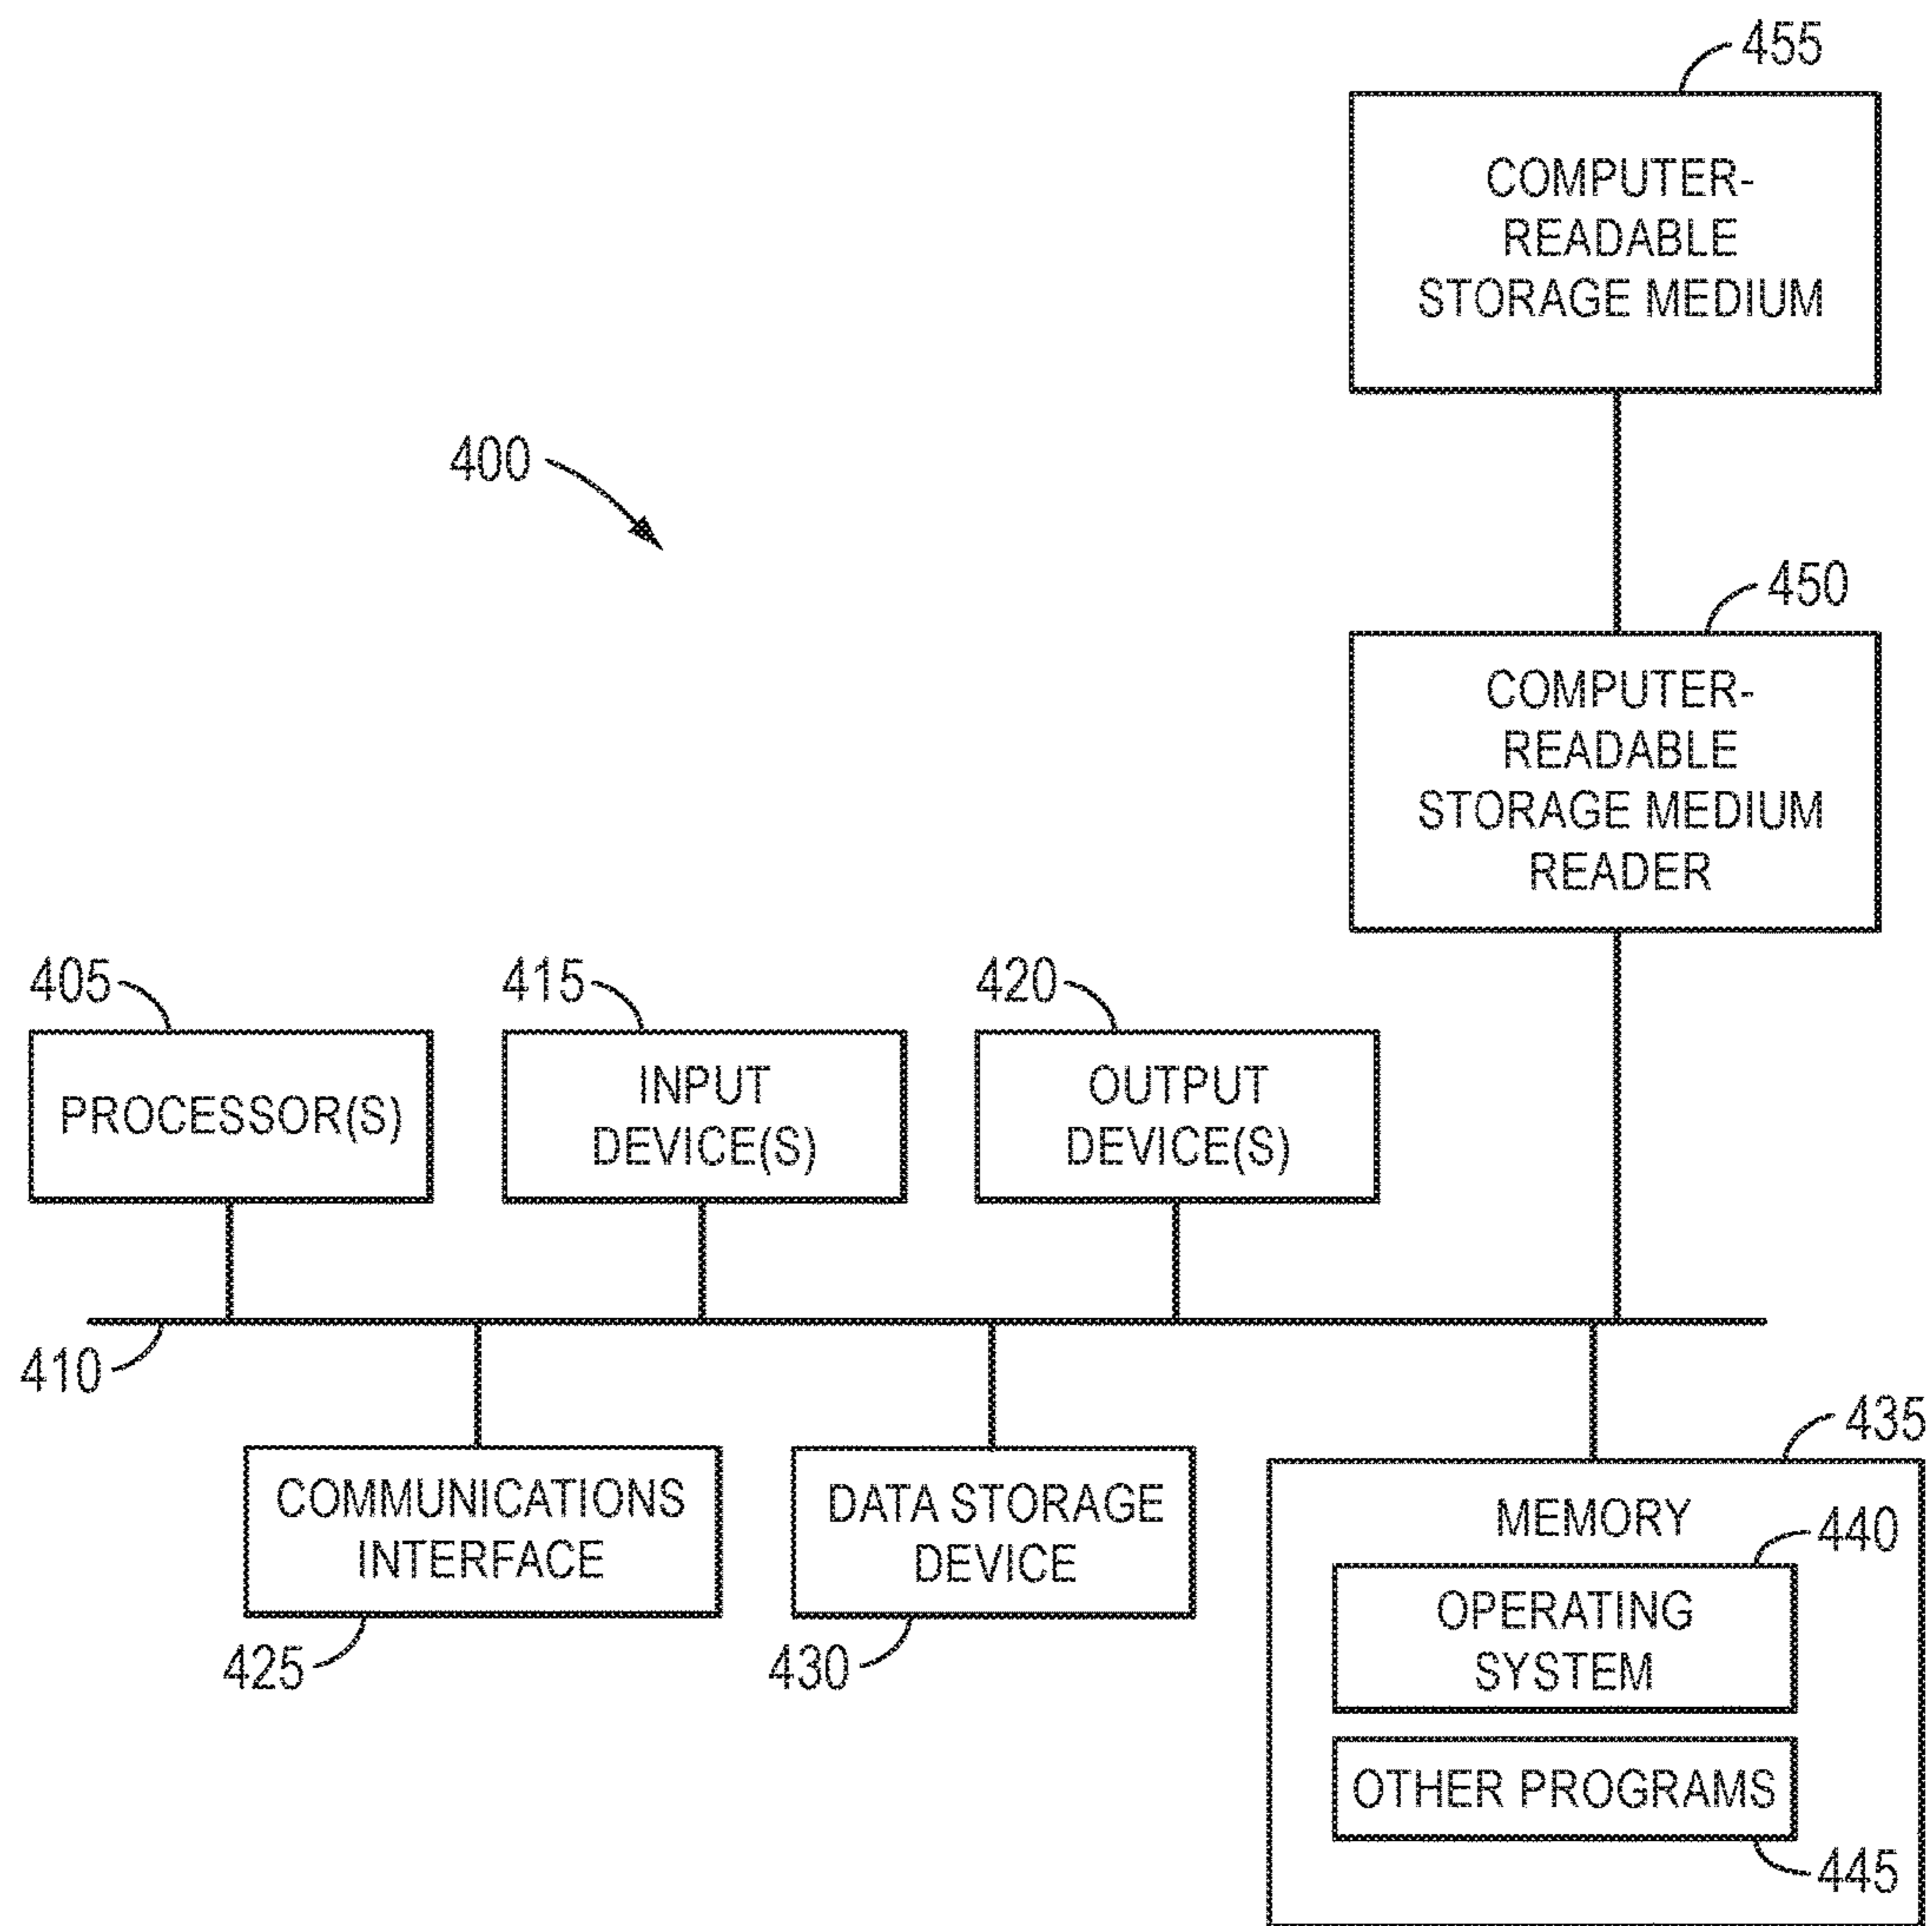 455
COMPUTER-
READABLE
STORAGE MEDIUM
400
450
COMPUTER-
READABLE
STORAGE MEDIUM
READER
405
PROCESSOR(S)
415
INPUT
DEVICE(S)
420
OUTPUT
DEVICE(S)
410
COMMUNICATIONS
INTERFACE
425
DATA STORAGE
DEVICE
430
435
MEMORY
440
OPERATING
SYSTEM
OTHER PROGRAMS
445